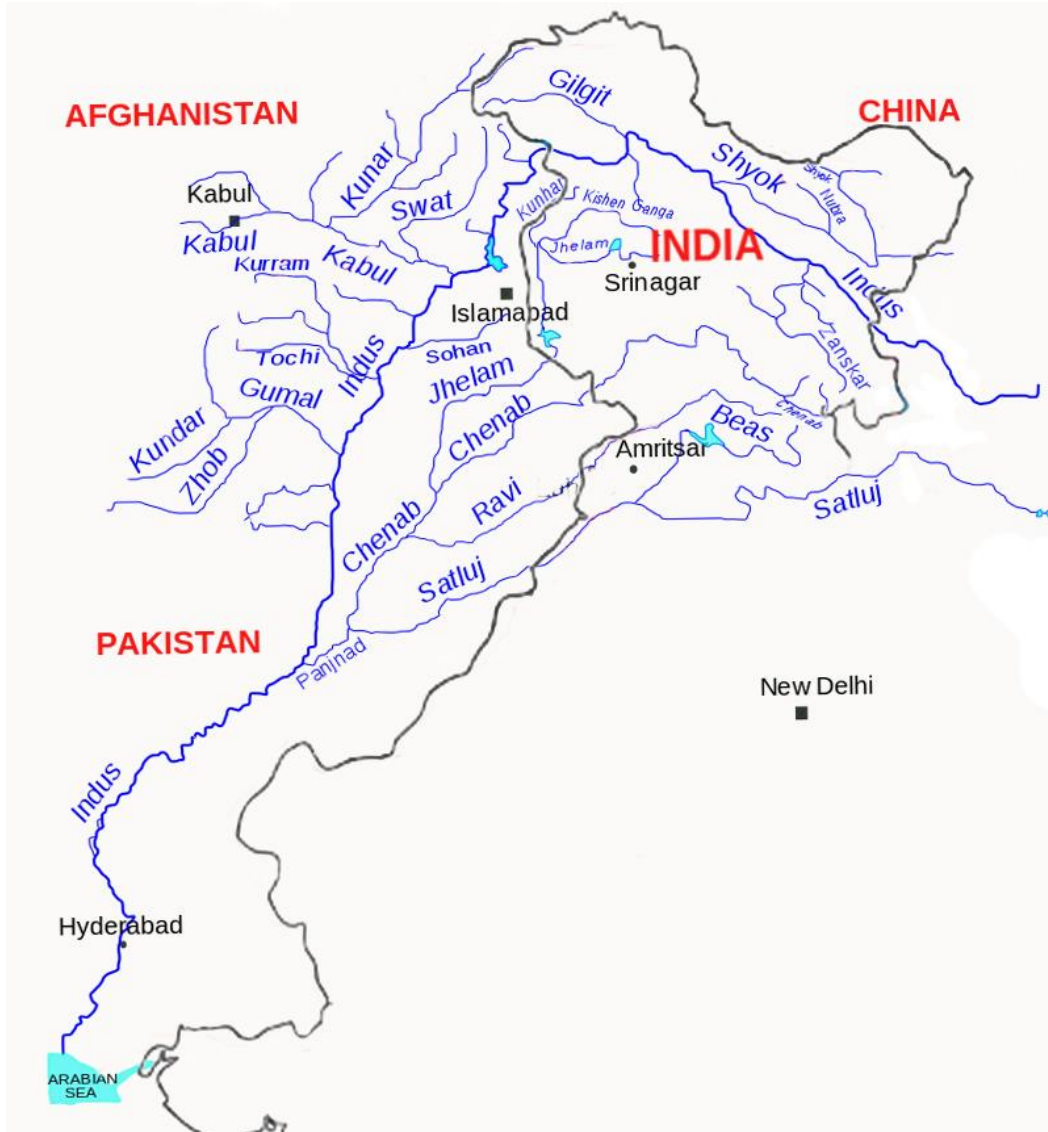 Gilgit
AFGHANISTAN
CHINA
Shyok
Shyok
Kunar
Nubra
Kabul
Swat
Kunhar
Kishen Ganga
Kabul
Kabul
Jhelam
INDIA
Kurram
Srinagar
Indus
Islamabad
Indus
Sohan
Zanskar
Tochi
Jhelam
Gumal
Chenab
Chenab
Beas
Kundar
Amritsar
Zhob
Ravi
Satluj
Chenab
Satluj
PAKISTAN
Panjnad
New Delhi
Indus
Hyderabad
ARABIAN
SEA